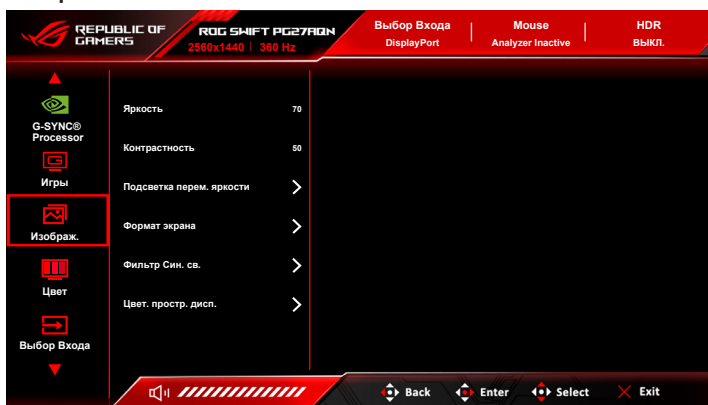 REPUBLIC OF
GAMERS
ROG SWIFT PG27AQN
2560x1440 | 360 Hz
Выбор Входа
DisplayPort
Mouse
Analyzer Inactive
HDR
ВЫКЛ.
G-SYNC®
Processor
Игры
Изображ.
Цвет
Выбор Входа
Яркость 70
Контрастность 50
Подсветка перем. яркости
Формат экрана
Фильтр Син. св.
Цвет. простр. дисп.
Back Enter Select Exit